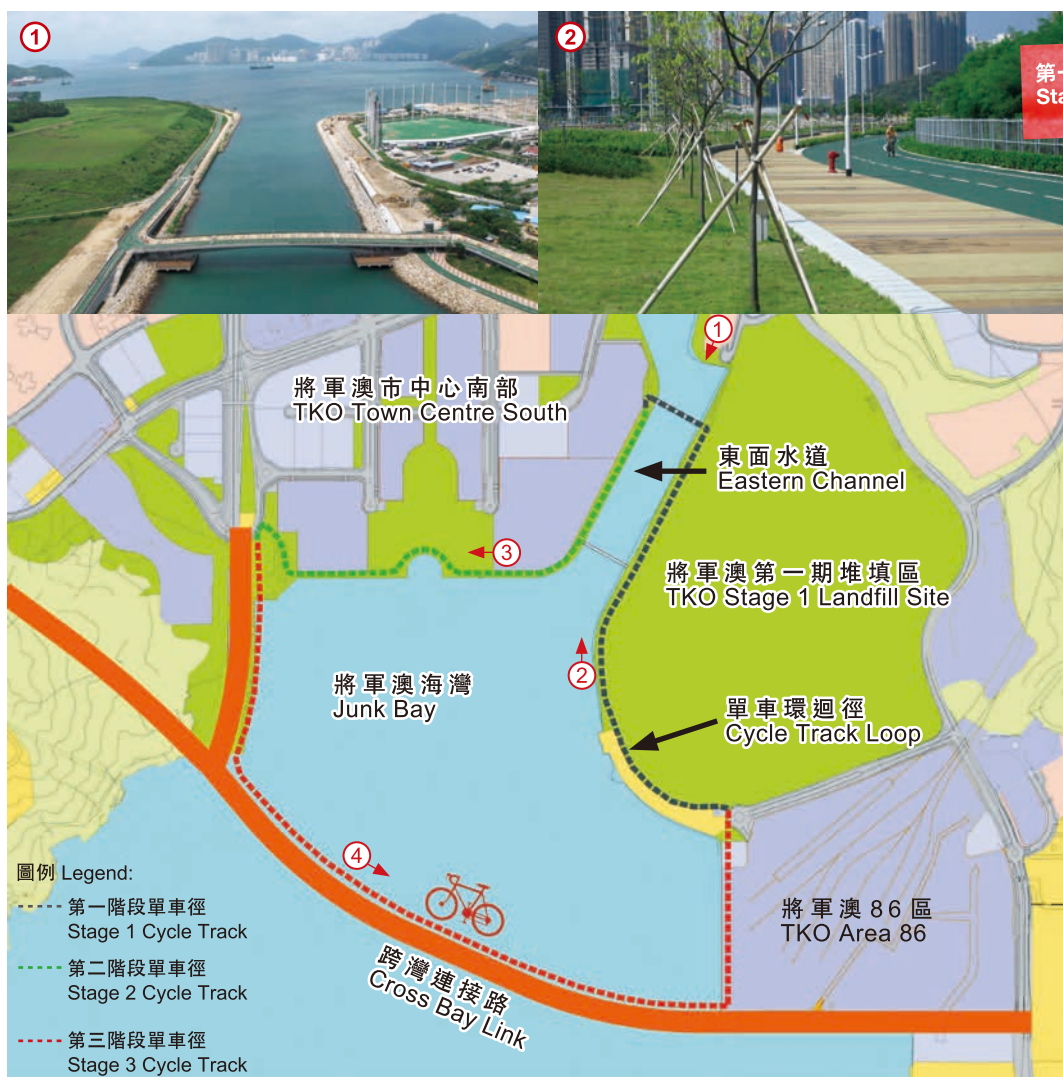 1
2
第一
Sta
1
將軍澳市中心南部
TKO Town Centre South
東面水道
Eastern Channel
3
將軍澳第一期堆填區
TKO Stage 1 Landfill Site
2
將軍澳海灣
Junk Bay
單車環迴徑
Cycle Track Loop
4
將軍澳86區
TKO Area 86
跨灣連接路
Cross Bay Link
圖例 Legend:
第一階段單車徑
Stage 1 Cycle Track
第二階段單車徑
Stage 2 Cycle Track
第三階段單車徑
Stage 3 Cycle Track